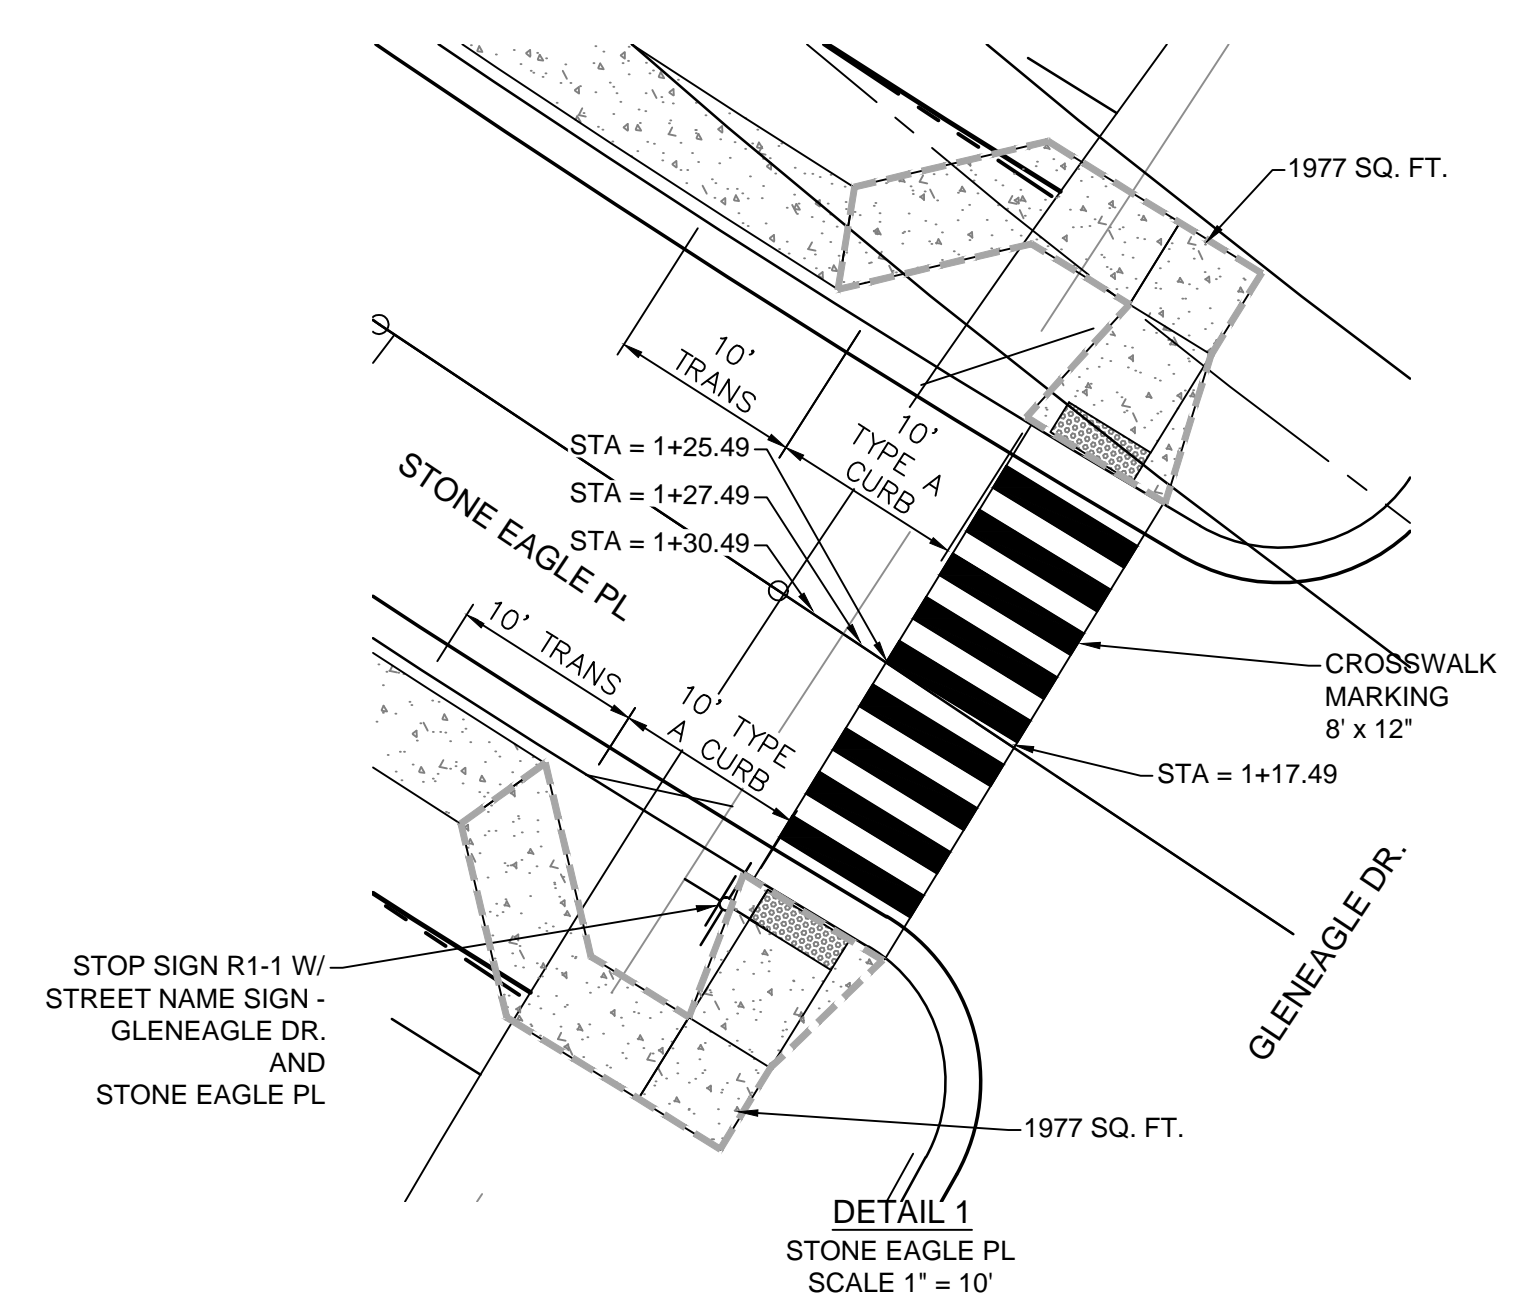 1977 SQ. FT.
10'
TRANS
10'
TYPE A
CURB
STA = 1+25.49
STA = 1+27.49
STA = 1+30.49
STONE EAGLE PL
10' TRANS
10' TYPE
A CURB
CROSSWALK
MARKING
8' x 12"
STA = 1+17.49
GLENEAGLE DR.
STOP SIGN R1-1 W/
STREET NAME SIGN -
GLENEAGLE DR.
AND
STONE EAGLE PL
1977 SQ. FT.
DETAIL 1
STONE EAGLE PL
SCALE 1" = 10'